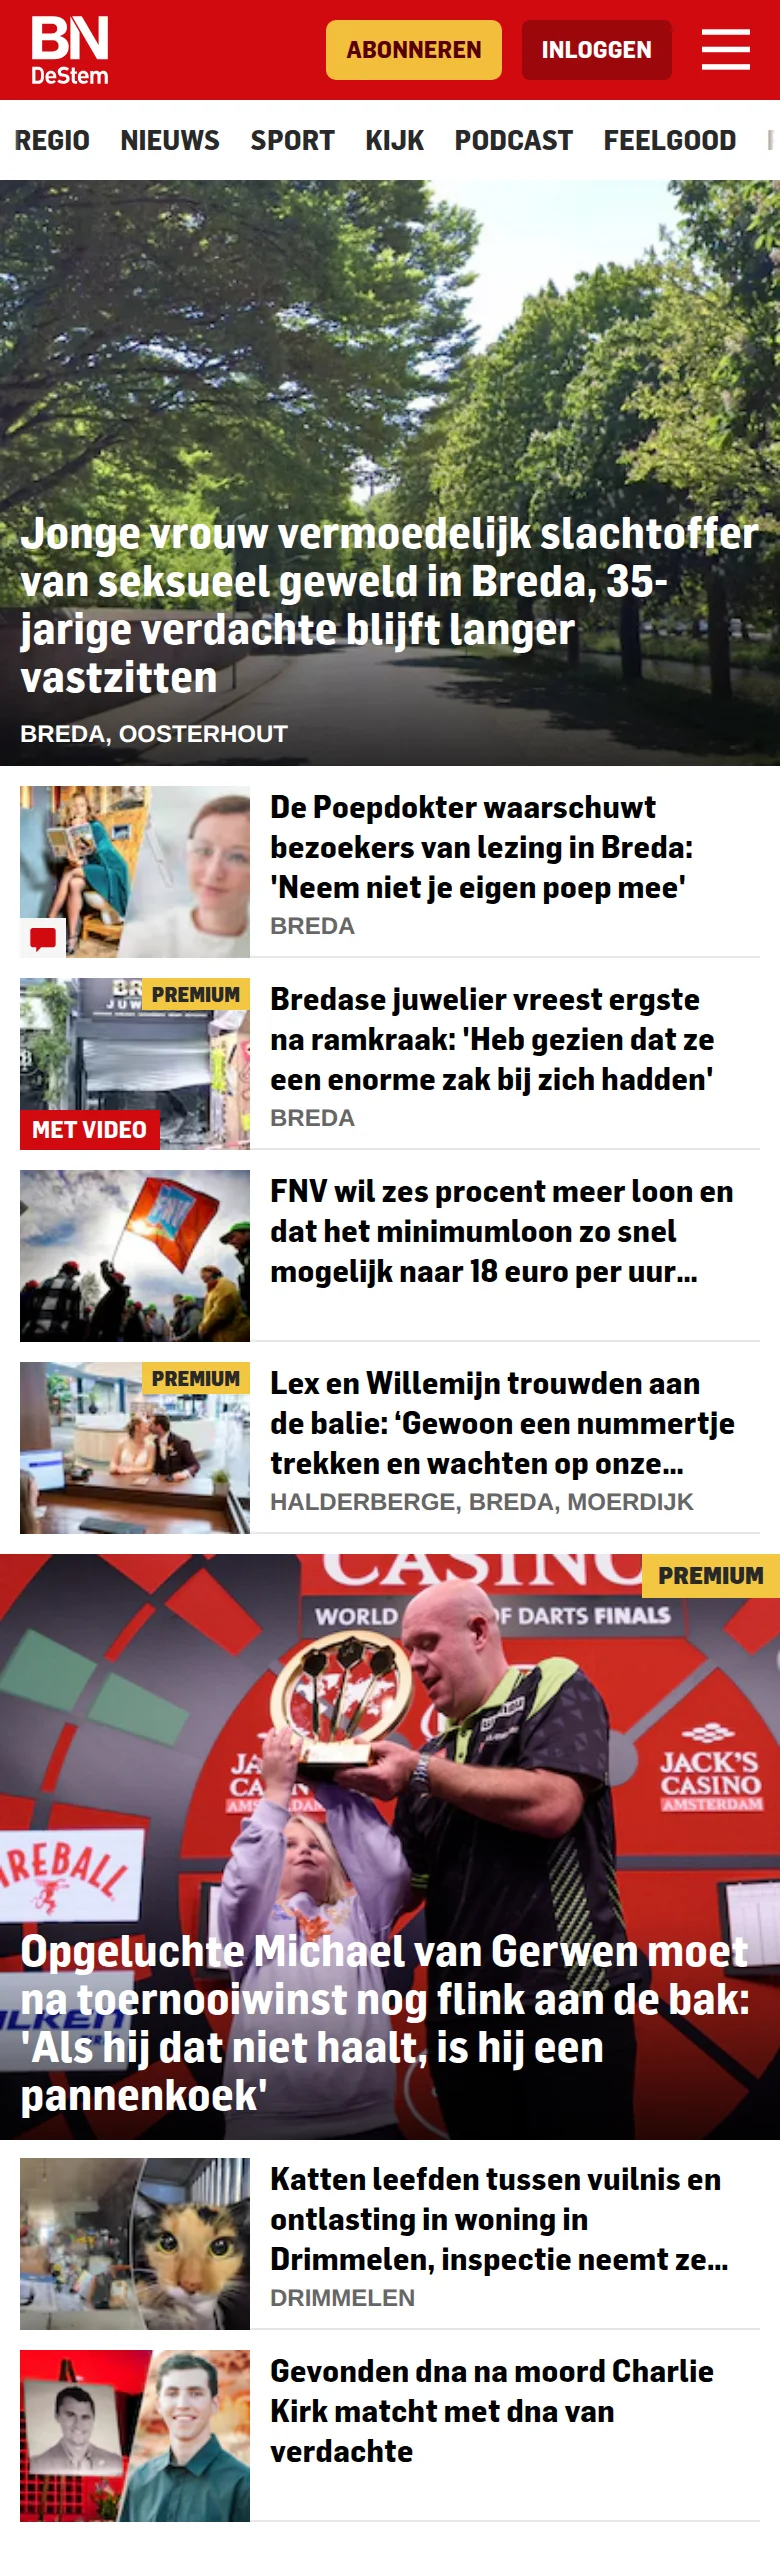 BN
DeStem
ABONNEREN
INLOGGEN
REGIO NIEUWS SPORT KIJK PODCAST FEELGOOD
Jonge vrouw vermoedelijk slachtoffer
van seksueel geweld in Breda, 35-
jarige verdachte blijft langer
vastzitten
BREDA, OOSTERHOUT
De Poepdokter waarschuwt
bezoekers van lezing in Breda:
'Neem niet je eigen poep mee'
BREDA
PREMIUM
MET VIDEO
Bredase juwelier vreest ergste
na ramkraak: 'Heb gezien dat ze
een enorme zak bij zich hadden'
BREDA
FNV wil zes procent meer loon en
dat het minimumloon zo snel
mogelijk naar 18 euro per uur...
PREMIUM
Lex en Willemijn trouwden aan
de balie: ‘Gewoon een nummertje
trekken en wachten op onze...
HALDERBERGE, BREDA, MOERDIJK
CASINO
PREMIUM
WORLD OF DARTS FINALS
JACK'S
CASINO
AMSTERDAM
FIREBALL
Opgeluchte Michael van Gerwen moet
na toernooiwinst nog flink aan de bak:
'Als hij dat niet haalt, is hij een
pannenkoek'
Katten leefden tussen vuilnis en
ontlasting in woning in
Drimmelen, inspectie neemt ze...
DRIMMELEN
Gevonden dna na moord Charlie
Kirk matcht met dna van
verdachte